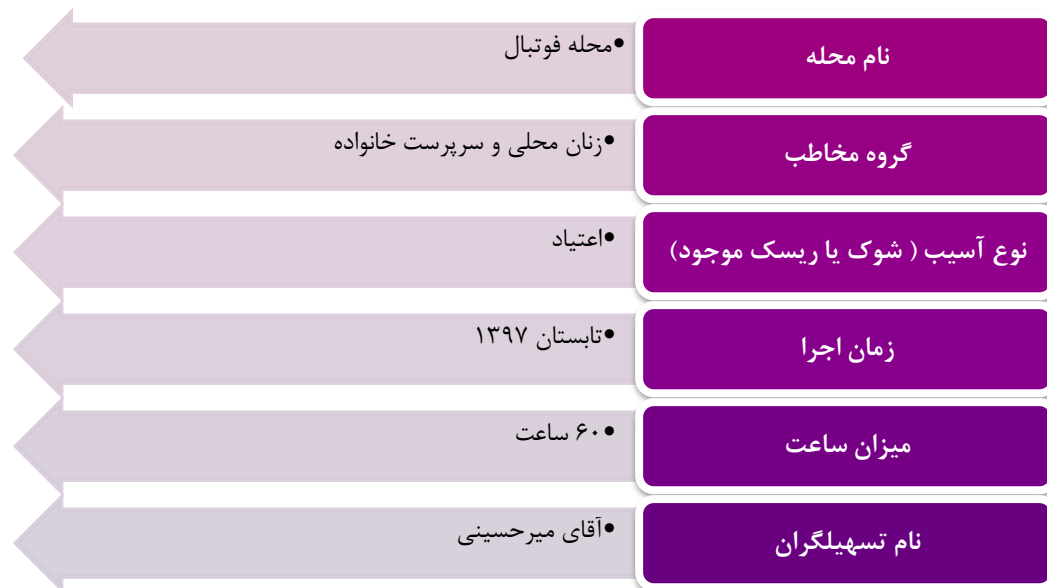 نام محله
•محله فوتبال
گروه مخاطب
•زنان محلی و سرپرست خانواده
نوع آسیب ( شوک یا ریسک موجود)
•اعتیاد
زمان اجرا
•تابستان ۱۳۹۷
میزان ساعت
•۶۰ ساعت
نام تسهیلگران
•آقای میرحسینی